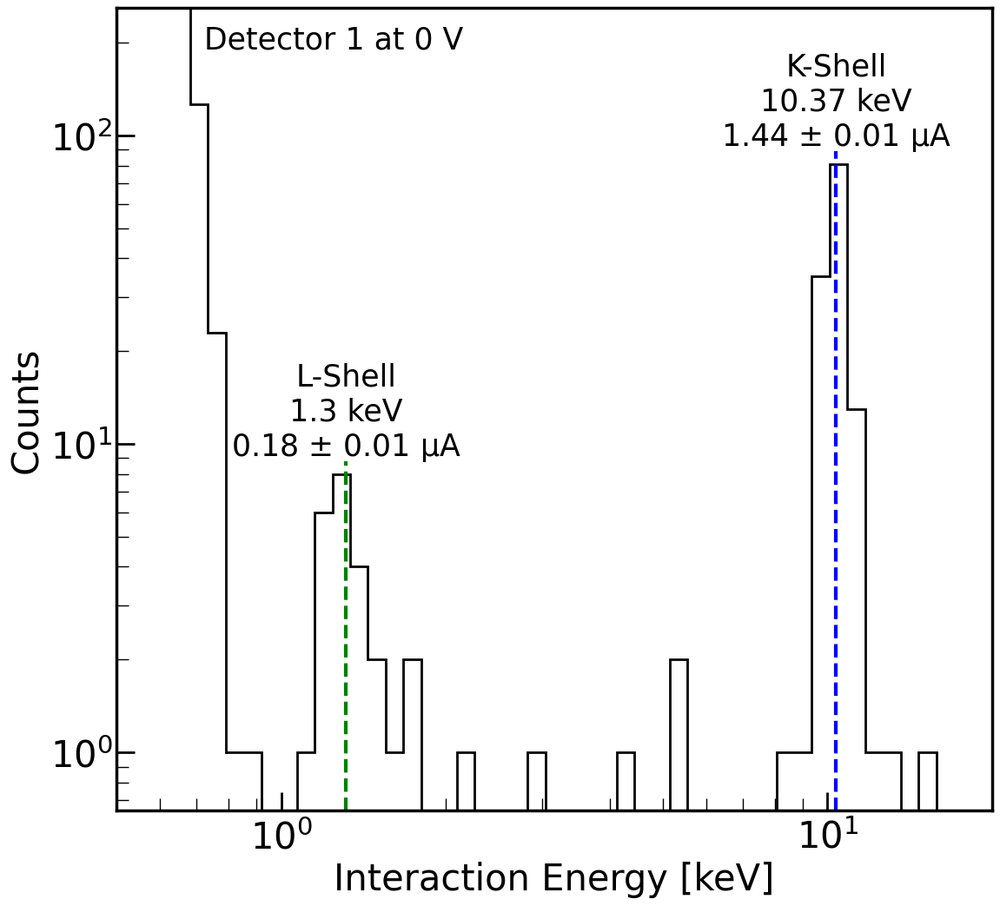 Detector 1 at 0 V
K-Shell
10.37 keV
1.44 ± 0.01 µA
L-Shell
1.3 keV
0.18 ± 0.01 µA
Counts
10²
10¹
10⁰
10⁰
10¹
Interaction Energy [keV]